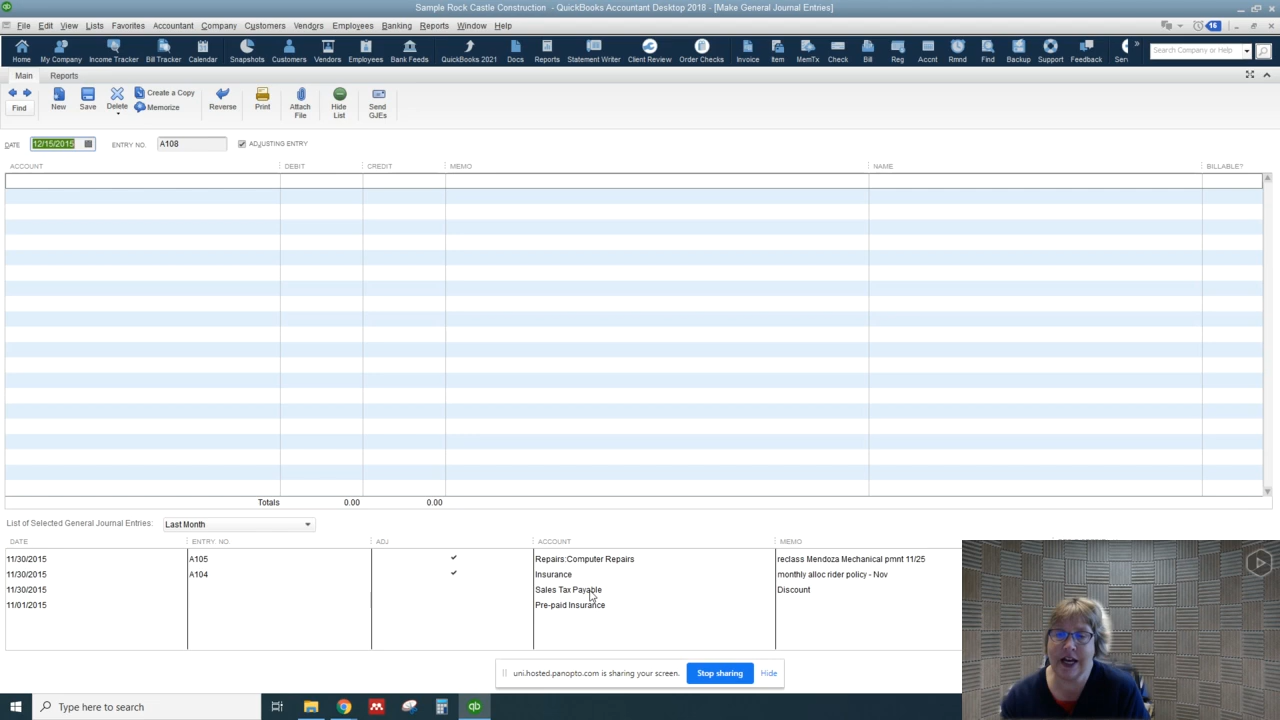 Sample Rock Castle Construction - QuickBooks Accountant Desktop 2018 - [Make General Journal Entries]
File Edit View Lists Favorites Accountant Company Customers Vendors Employees Banking Reports Window Help 16
Home My Company Income Tracker Bill Tracker Calendar Snapshots Customers Vendors Employees Bank Feeds QuickBooks 2021 Docs Reports Statement Writer Client Review Order Checks Invoice Item MemTx Check Bill Reg Accnt Rmnd Find Backup Support Feedback Serv Search Company or Help
Main Reports
Find New Save Delete Create a Copy Memorize Reverse Print Attach File Hide List Send GJEs
DATE 12/15/2015 ENTRY NO. A108 ADJUSTING ENTRY
ACCOUNT DEBIT CREDIT MEMO NAME BILLABLE?
Totals 0.00 0.00
List of Selected General Journal Entries: Last Month
DATE ENTRY. NO. ADJ ACCOUNT MEMO
11/30/2015 A105 Repairs:Computer Repairs reclass Mendoza Mechanical pmnt 11/25
11/30/2015 A104 Insurance monthly alloc rider policy - Nov
11/30/2015 Sales Tax Payable Discount
11/01/2015 Pre-paid Insurance
uni.hosted.panopto.com is sharing your screen. Stop sharing Hide
Type here to search